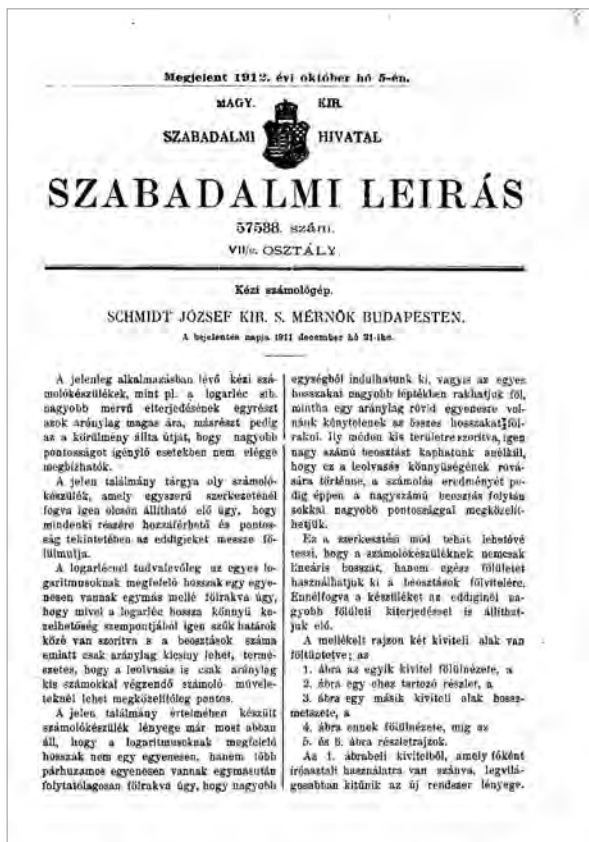 Megjelent 1912. évi október hó 5-én.
MAGY. KIR.
SZABADALMI HIVATAL
SZABADALMI LEIRÁS
57538. szám.
VII/e. OSZTÁLY
Kézi számológép.
SCHMIDT JÓZSEF KIR. S. MÉRNÖK BUDAPESTEN.
A bejelentés napja 1911 december hó 21-ike.
A jelenleg alkalmazásban lévő kézi szá-
molókészülékek, mint pl. a logarléc stb.
nagyobb mérvű elterjedésének egyrészt
azok aránylag magas ára, másrészt pedig
az a körülmény állta útját, hogy nagyobb
pontosságot igénylő esetekben nem eléggé
megbízhatók.
A jelen találmány tárgya oly számoló-
készülék, amely egyszerű szerkezeténél
fogva igen olcsón állítható elő úgy, hogy
mindenki részére hozzáférhető és pontos-
ság tekintetében az eddigieket messze fö-
lülmulja.
A logarlécnél tudvalevőleg az egyes lo-
garitmusoknak megfelelő hosszak egy egye-
nesen vannak egymás mellé fölrakva úgy,
hogy mivel a logarléc hossza könnyü ke-
zelhetőség szempontjából igen szűk határok
közé van szorítva s a beosztások száma
emiatt csak aránylag kicsiny lehet, termé-
szetes, hogy a leolvasás is csak aránylag
kis számokkal végzendő számoló művele-
teknél lehet megközelítőleg pontos.
A jelen találmány értelmében készült
számolókészülék lényege már most abban
áll, hogy a logaritmusoknak megfelelő
hosszak nem egy egyenesen, hanem több
párhuzamos egyenesen vannak egymásután
folytatólagosan fölrakva úgy, hogy nagyobb
egységből indulhatunk ki, vagyis az egyes
hosszakat nagyobb léptékben rakhatjuk föl,
mintha egy aránylag rövid egyenesre vol-
nánk kénytelenek az összes hosszakat föl-
rakni. Ily módon kis területre szorítva, igen
nagy számú beosztást kaphatunk anélkül,
hogy ez a leolvasás könnyűségének rová-
sára történne, a számolás eredményét pe-
dig éppen a nagyszámú beosztás folytán
sokkal nagyobb pontossággal megközelít-
hetjük.
Ez a szerkesztési mód tehát lehetővé
teszi, hogy a számolókészüléknek nemcsak
lineáris hosszát, hanem egész fölületét
használhatjuk ki a beosztások fölvitelére.
Ennélfogva a készüléket az eddiginél na-
gyobb fölületi kiterjedéssel is állíthat-
juk elő.
A mellékelt rajzon két kiviteli alak van
föltüntetve; az
1. ábra az egyik kivitel fölülnézete, a
2. ábra egy ehez tartozó részlet, a
3. ábra egy másik kiviteli alak hossz-
metszete, a
4. ábra ennek fölülnézete, míg az
5. és 6. ábra részletrajzok.
Az 1. ábrabeli kivitelből, amely főként
íróasztali használatra van szánva, legvilá-
gosabban kitűnik az új rendszer lényege.